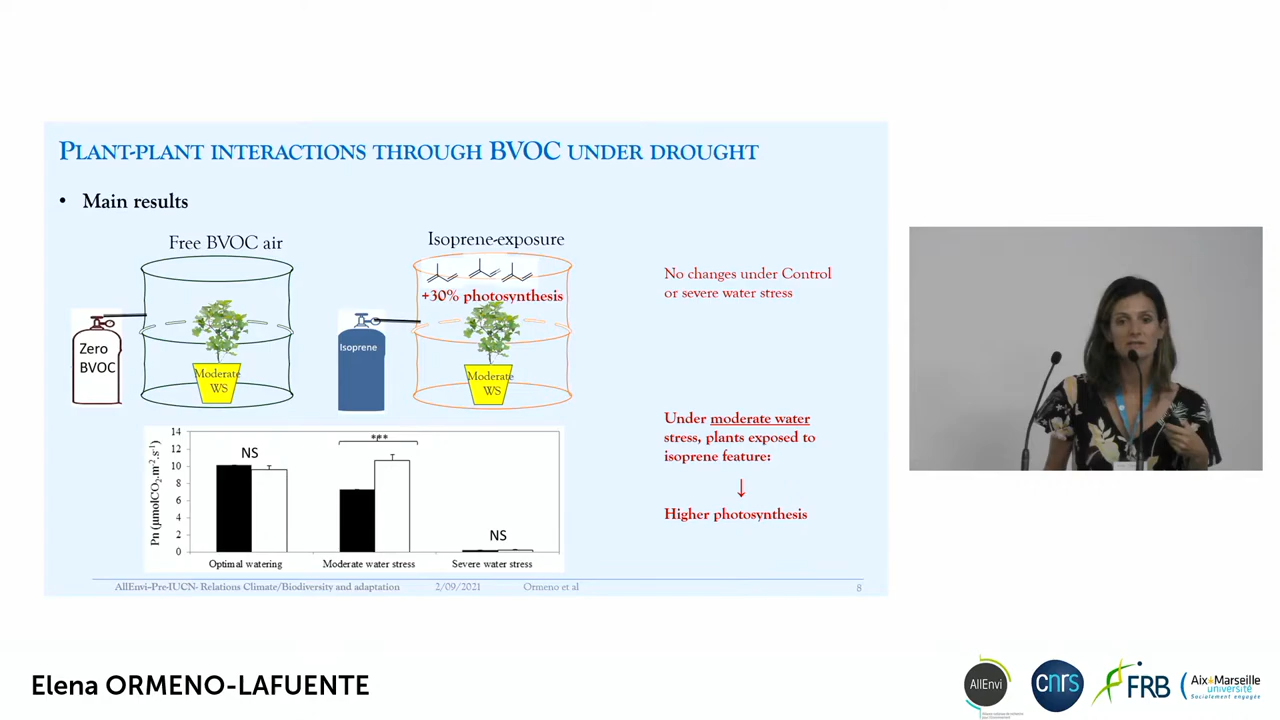 PLANT-PLANT INTERACTIONS THROUGH BVOC UNDER DROUGHT
• Main results
Free BVOC air
Isoprene-exposure
+30% photosynthesis
Zero
BVOC
Moderate
WS
Isoprene
Moderate
WS
No changes under Control
or severe water stress
Under moderate water
stress, plants exposed to
isoprene feature:
↓
Higher photosynthesis
Pn (µmolCO2.m-2.s-1)
14
12
10
8
6
4
2
0
NS
***
NS
Optimal watering
Moderate water stress
Severe water stress
AllEnvi-Pre-IUCN- Relations Climate/Biodiversity and adaptation
2/09/2021
Ormeno et al
8
Elena ORMENO-LAFUENTE
AllEnvi
cnrs
FRB
Aix*Marseille
université
Socialement engagée